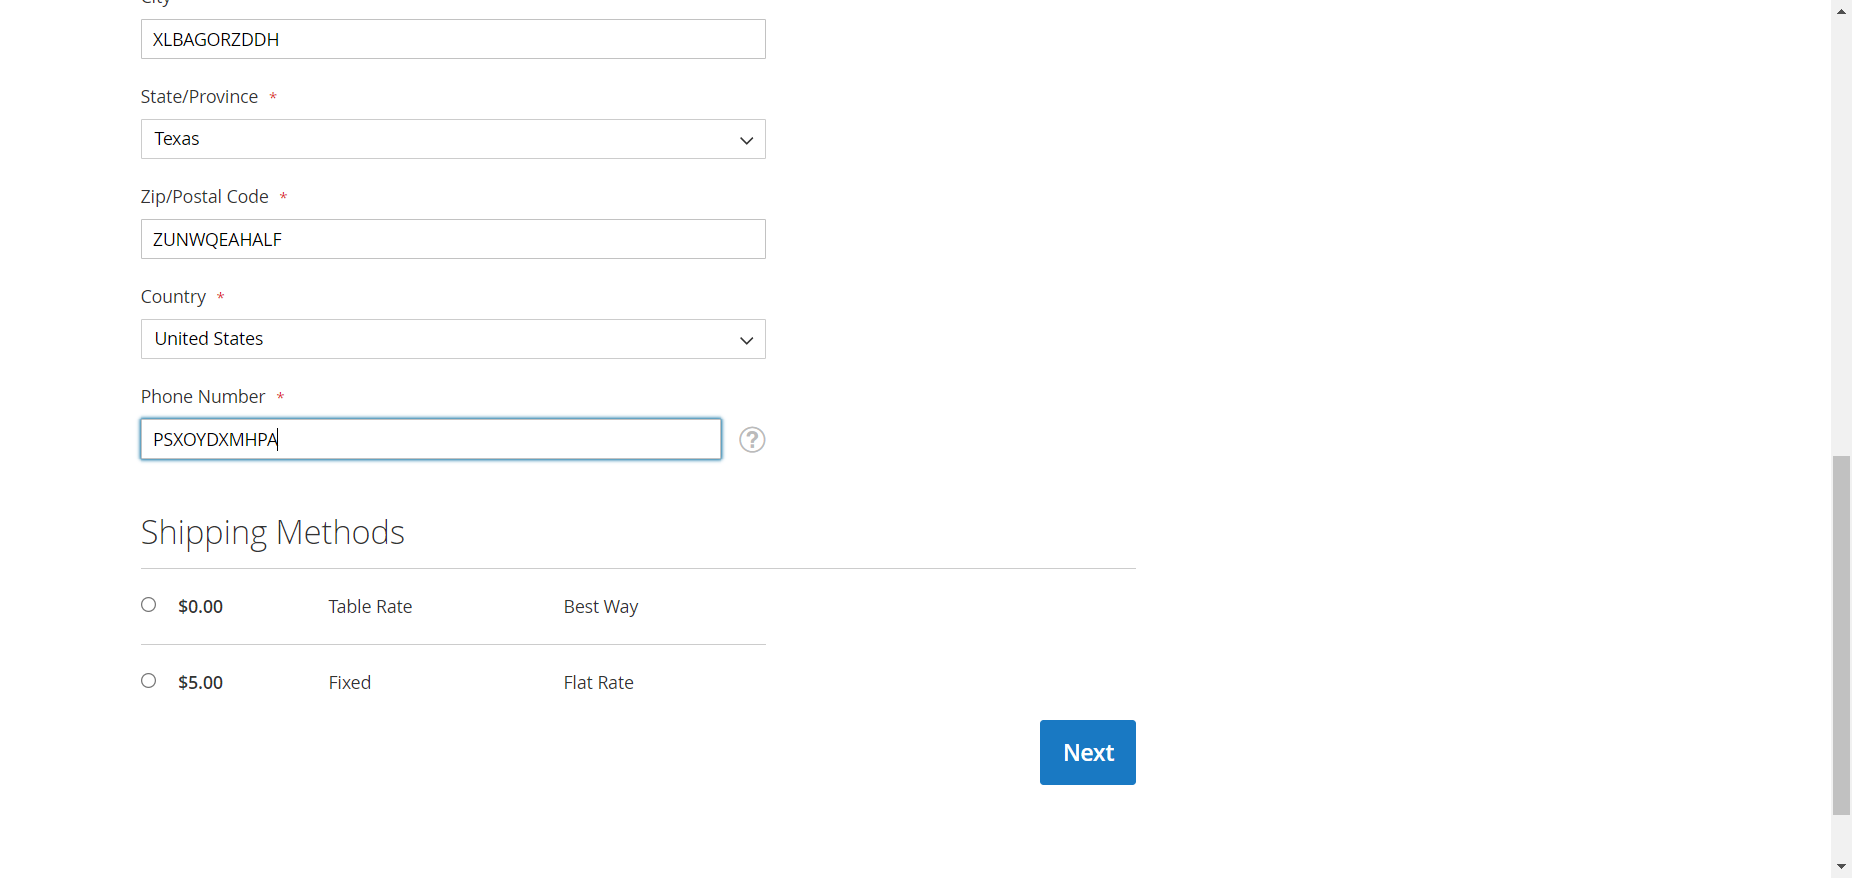 City
XLBAGORZDDH
State/Province *
Texas
Zip/Postal Code *
ZUNWQEAHALF
Country *
United States
Phone Number *
PSXOYDXMHPA
?
Shipping Methods
$0.00 Table Rate Best Way
$5.00 Fixed Flat Rate
Next